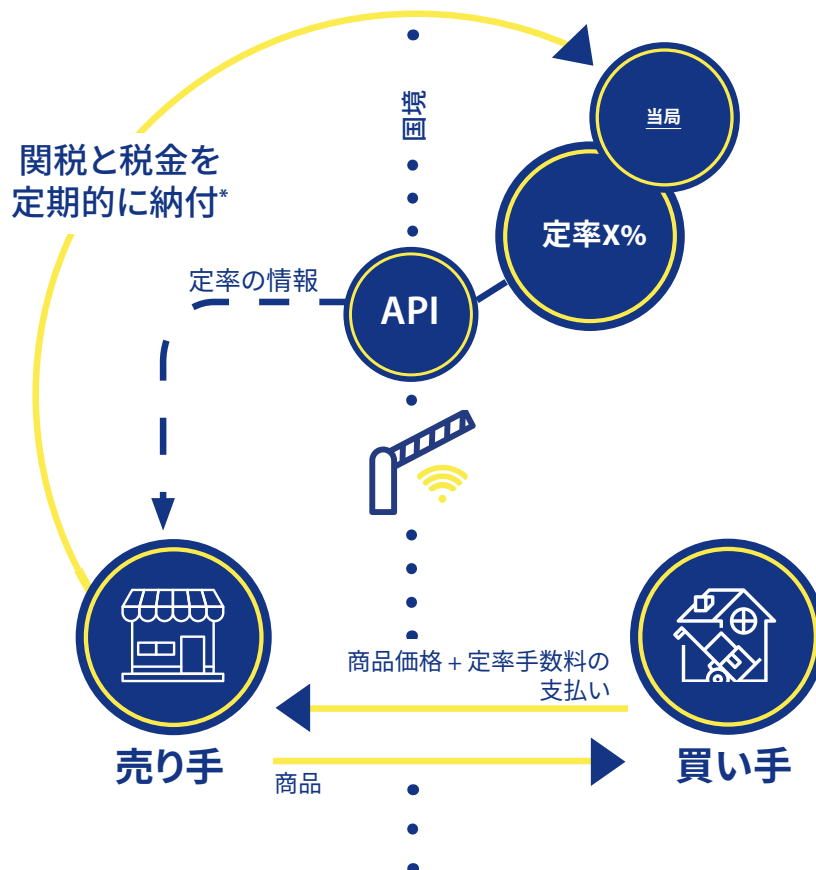 国境
当局
関税と税金を
定期的に納付*
定率X%
定率の情報
API
商品価格 + 定率手数料の
支払い
売り手
買い手
商品